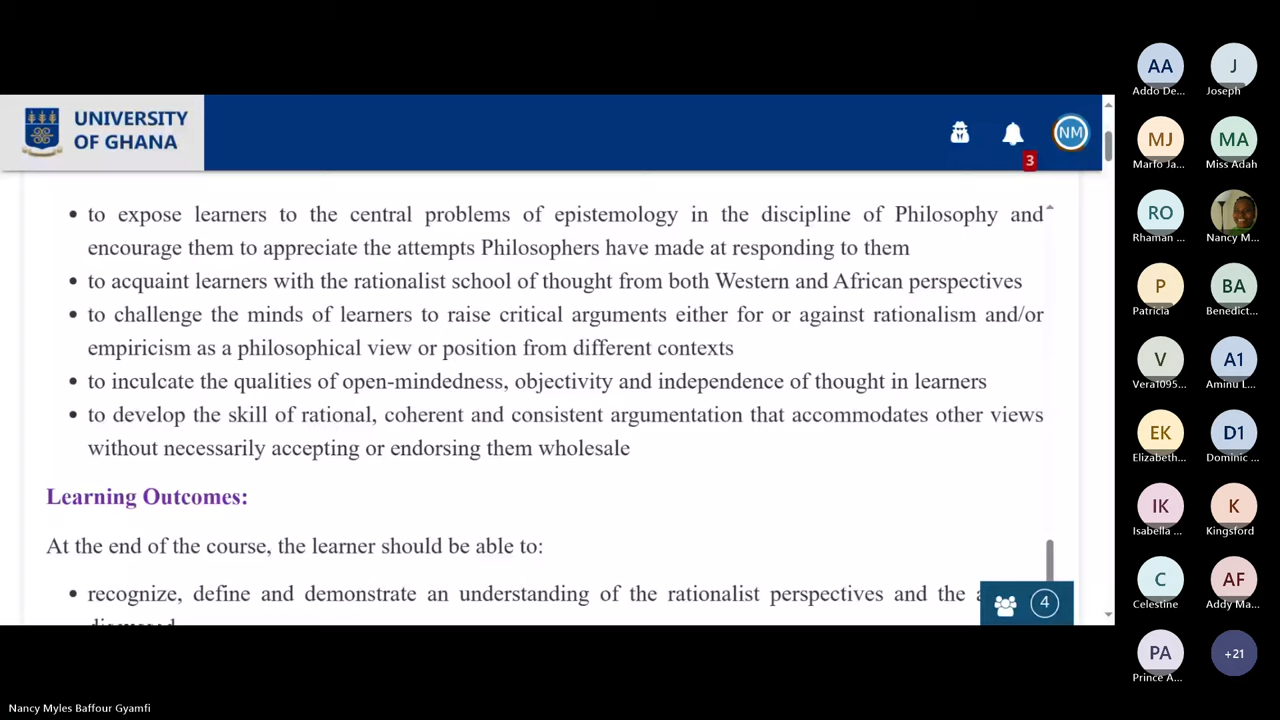 UNIVERSITY
OF GHANA
3
NM
to expose learners to the central problems of epistemology in the discipline of Philosophy and
encourage them to appreciate the attempts Philosophers have made at responding to them
to acquaint learners with the rationalist school of thought from both Western and African perspectives
to challenge the minds of learners to raise critical arguments either for or against rationalism and/or
empiricism as a philosophical view or position from different contexts
to inculcate the qualities of open-mindedness, objectivity and independence of thought in learners
to develop the skill of rational, coherent and consistent argumentation that accommodates other views
without necessarily accepting or endorsing them wholesale
Learning Outcomes:
At the end of the course, the learner should be able to:
recognize, define and demonstrate an understanding of the rationalist perspectives and the
4
AA
Addo De...
J
Joseph
MJ
Marfo Ja...
MA
Miss Adah
RO
Rhaman ...
Nancy M...
P
Patricia
BA
Benedict...
V
Vera1095...
A1
Aminu L...
EK
Elizabeth...
D1
Dominic ...
IK
Isabella ...
K
Kingsford
C
Celestine
AF
Addy Ma...
PA
Prince A...
+21
Nancy Myles Baffour Gyamfi